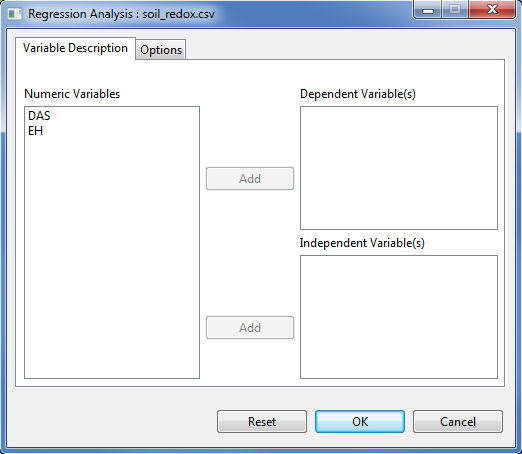 Regression Analysis : soil_redox.csv
Variable Description
Options
Numeric Variables
DAS
EH
Add
Add
Dependent Variable(s)
Independent Variable(s)
Reset
OK
Cancel